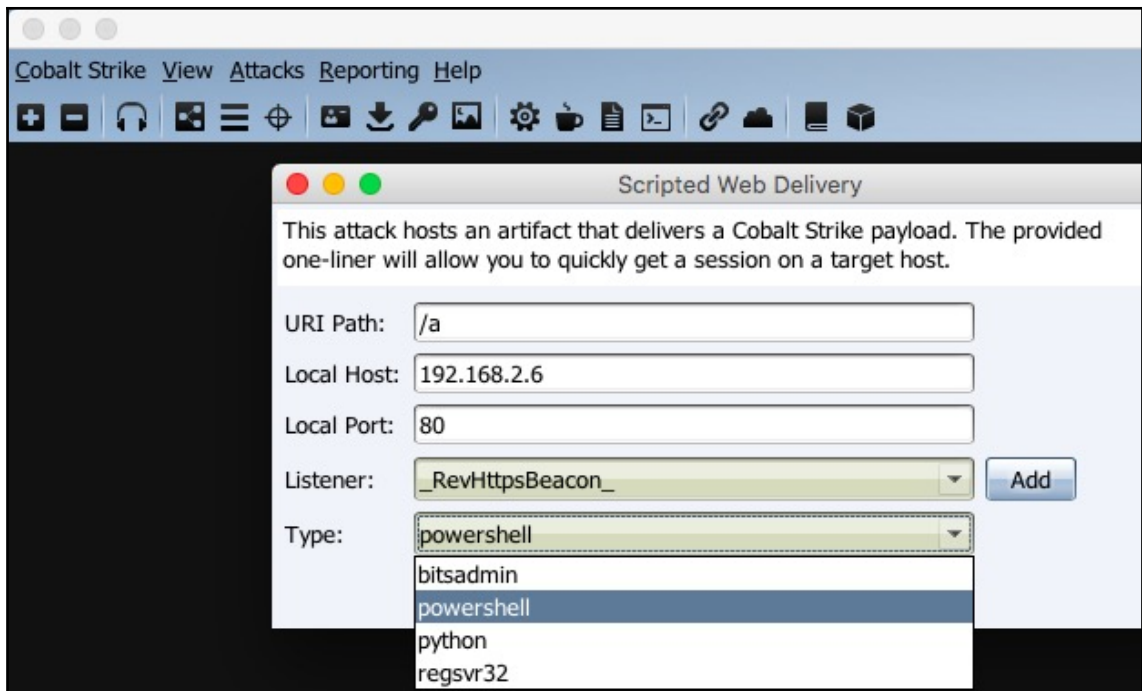 Cobalt Strike View Attacks Reporting Help
Scripted Web Delivery
This attack hosts an artifact that delivers a Cobalt Strike payload. The provided
one-liner will allow you to quickly get a session on a target host.
URI Path: /a
Local Host: 192.168.2.6
Local Port: 80
Listener: _RevHttpsBeacon_ Add
Type: powershell
bitsadmin
powershell
python
regsvr32